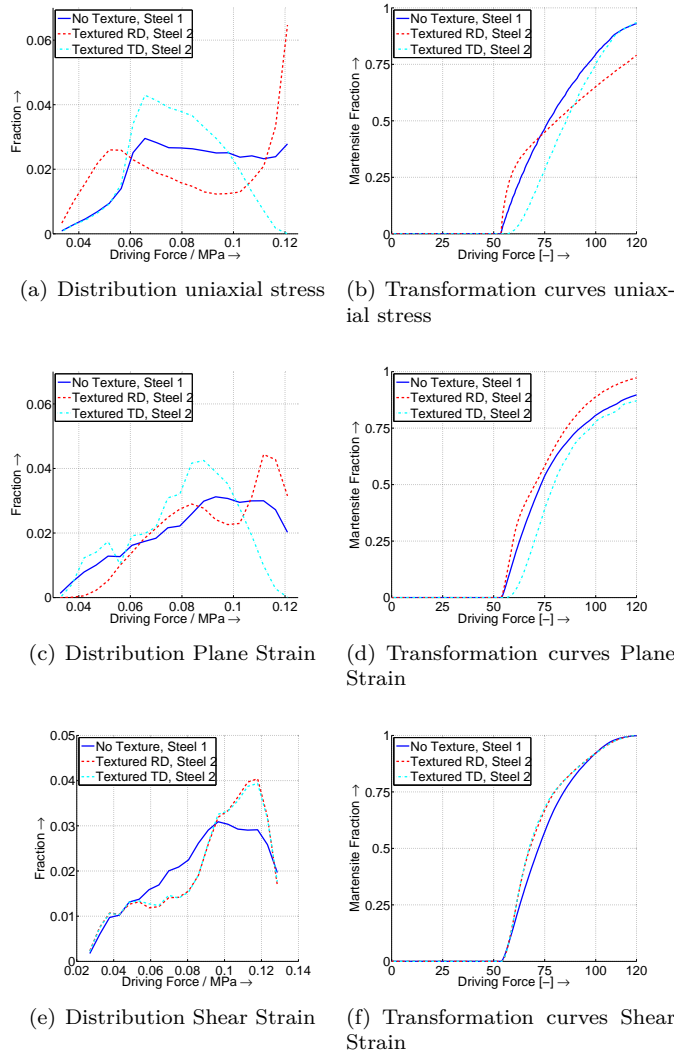 No Texture, Steel 1
Textured RD, Steel 2
Textured TD, Steel 2
0.06
0.04
0.02
0
0.04
0.06
0.08
0.1
0.12
Fraction →
Driving Force / MPa →
(a) Distribution uniaxial stress
No Texture, Steel 1
Textured RD, Steel 2
Textured TD, Steel 2
1
0.75
0.5
0.25
0
0
25
50
75
100
120
Martensite Fraction →
Driving Force [−] →
(b) Transformation curves uniax-
ial stress
No Texture, Steel 1
Textured RD, Steel 2
Textured TD, Steel 2
0.06
0.04
0.02
0
0.04
0.06
0.08
0.1
0.12
Fraction →
Driving Force / MPa →
(c) Distribution Plane Strain
No Texture, Steel 1
Textured RD, Steel 2
Textured TD, Steel 2
1
0.75
0.5
0.25
0
0
25
50
75
100
120
Martensite Fraction →
Driving Force [−] →
(d) Transformation curves Plane
Strain
No Texture, Steel 1
Textured RD, Steel 2
Textured TD, Steel 2
0.05
0.04
0.03
0.02
0.01
0
0.02
0.04
0.06
0.08
0.1
0.12
0.14
Fraction →
Driving Force / MPa →
(e) Distribution Shear Strain
No Texture, Steel 1
Textured RD, Steel 2
Textured TD, Steel 2
1
0.75
0.5
0.25
0
0
25
50
75
100
120
Martensite Fraction →
Driving Force [−] →
(f) Transformation curves Shear
Strain